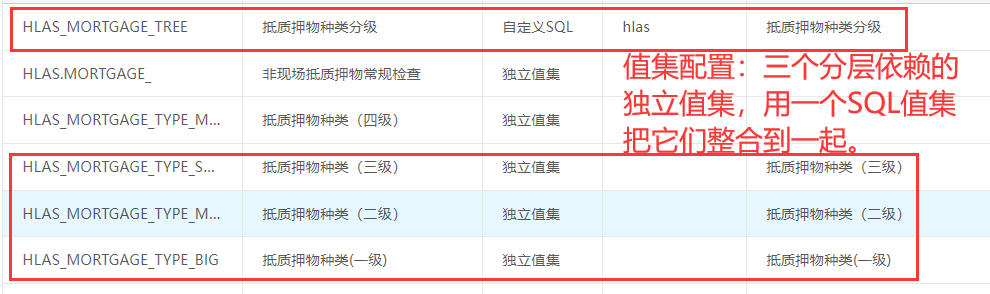 HLAS_MORTGAGE_TREE 抵质押物种类分级 自定义SQL hlas 抵质押物种类分级
HLAS.MORTGAGE_ 非现场抵质押物常规检查 独立值集
HLAS_MORTGAGE_TYPE_M... 抵质押物种类（四级） 独立值集
值集配置：三个分层依赖的
独立值集，用一个SQL值集
把它们整合到一起。
HLAS_MORTGAGE_TYPE_S... 抵质押物种类（三级） 独立值集 抵质押物种类（三级）
HLAS_MORTGAGE_TYPE_M... 抵质押物种类（二级） 独立值集 抵质押物种类（二级）
HLAS_MORTGAGE_TYPE_BIG 抵质押物种类(一级) 独立值集 抵质押物种类(一级)